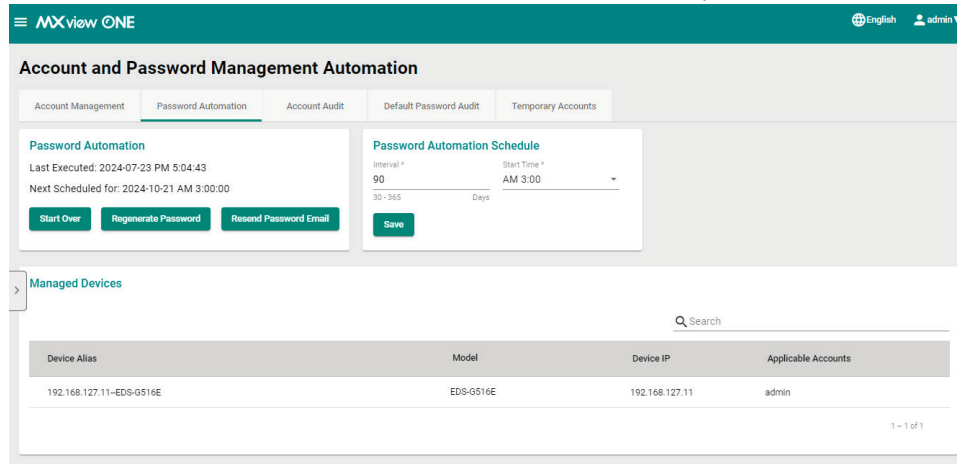 MXview ONE
English
admin
Account and Password Management Automation
Account Management
Password Automation
Account Audit
Default Password Audit
Temporary Accounts
Password Automation
Last Executed: 2024-07-23 PM 5:04:43
Next Scheduled for: 2024-10-21 AM 3:00:00
Start Over
Regenerate Password
Resend Password Email
Password Automation Schedule
Interval *
Start Time *
90
AM 3:00
30 - 365
Days
Save
Managed Devices
Search
Device Alias
Model
Device IP
Applicable Accounts
192.168.127.11--EDS-G516E
EDS-G516E
192.168.127.11
admin
1 – 1 of 1